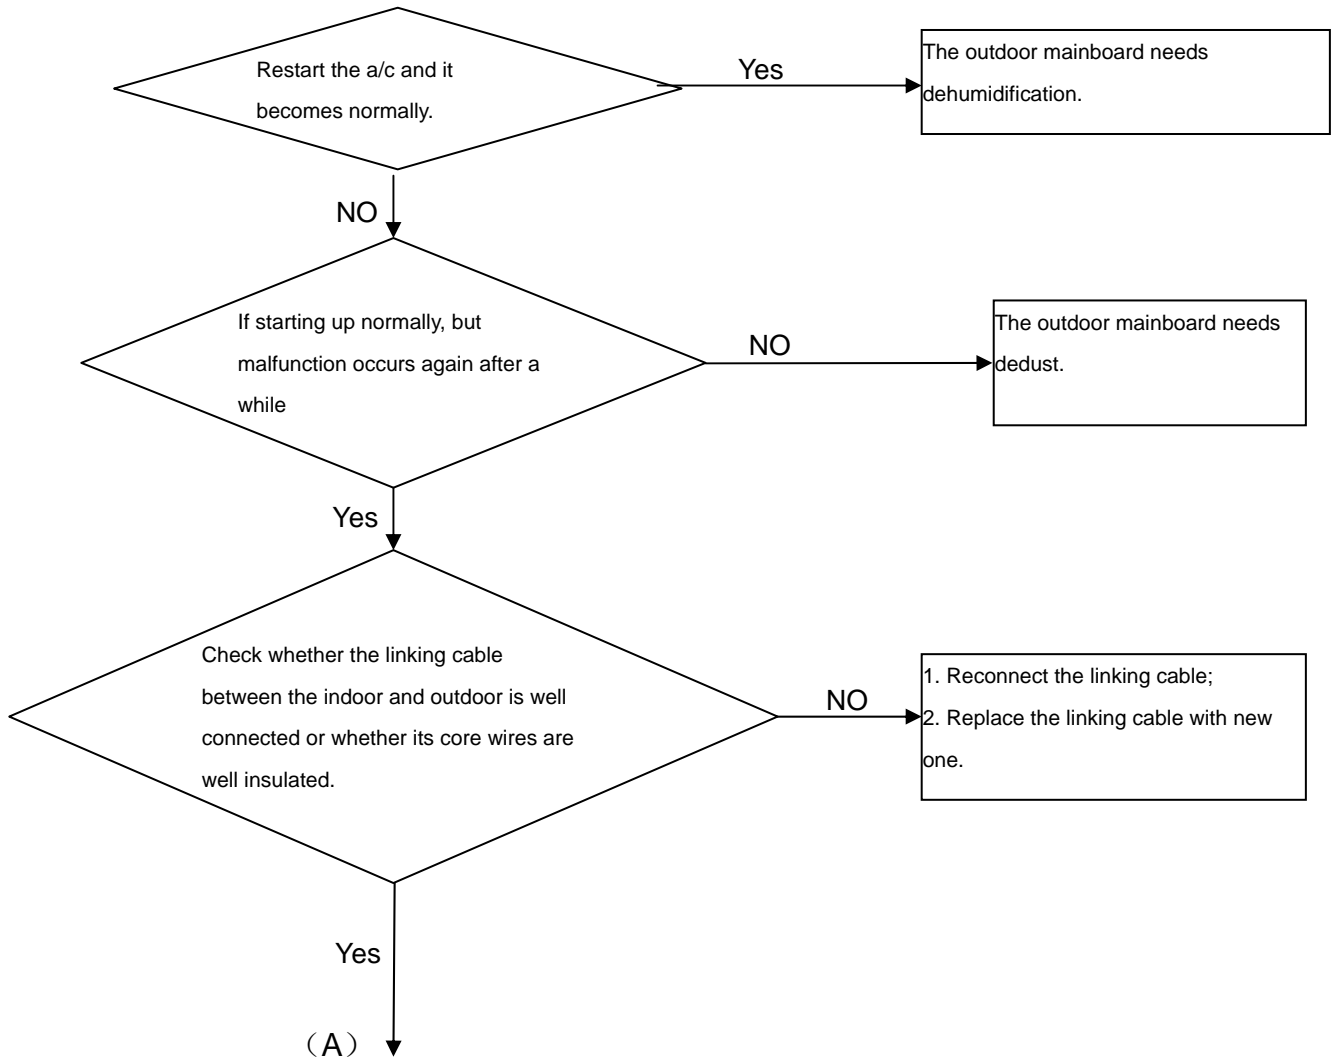 Restart the a/c and it
becomes normally.
Yes
The outdoor mainboard needs
dehumidification.
NO
If starting up normally, but
malfunction occurs again after a
while
NO
The outdoor mainboard needs
dedust.
Yes
Check whether the linking cable
between the indoor and outdoor is well
connected or whether its core wires are
well insulated.
NO
1. Reconnect the linking cable;
2. Replace the linking cable with new
one.
Yes
（A）